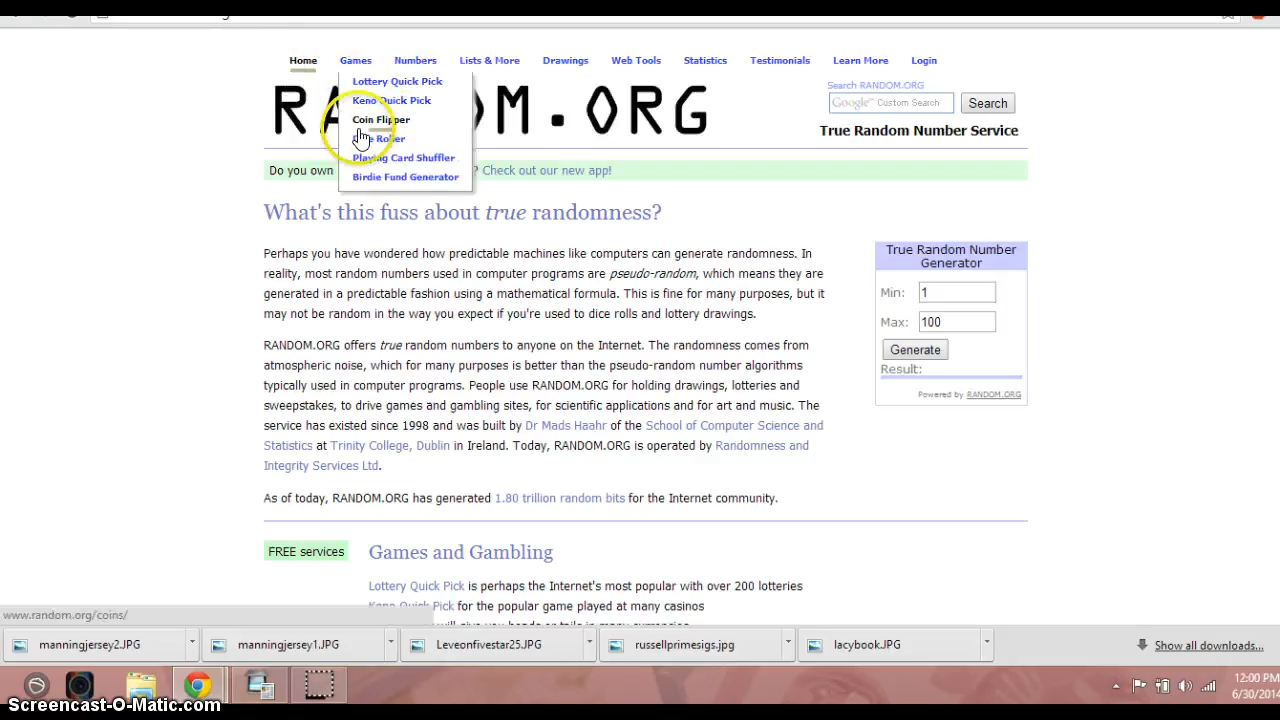 Home Games Numbers Lists & More Drawings Web Tools Statistics Testimonials Learn More Login
Lottery Quick Pick
Keno Quick Pick
Coin Flipper
Roller
Playing Card Shuffler
Birdie Fund Generator
RANDOM.ORG
Search RANDOM.ORG
Google™ Custom Search Search
True Random Number Service
Do you own ? Check out our new app!
What's this fuss about true randomness?
Perhaps you have wondered how predictable machines like computers can generate randomness. In
reality, most random numbers used in computer programs are pseudo-random, which means they are
generated in a predictable fashion using a mathematical formula. This is fine for many purposes, but it
may not be random in the way you expect if you're used to dice rolls and lottery drawings.
RANDOM.ORG offers true random numbers to anyone on the Internet. The randomness comes from
atmospheric noise, which for many purposes is better than the pseudo-random number algorithms
typically used in computer programs. People use RANDOM.ORG for holding drawings, lotteries and
sweepstakes, to drive games and gambling sites, for scientific applications and for art and music. The
service has existed since 1998 and was built by Dr Mads Haahr of the School of Computer Science and
Statistics at Trinity College, Dublin in Ireland. Today, RANDOM.ORG is operated by Randomness and
Integrity Services Ltd.
As of today, RANDOM.ORG has generated 1.80 trillion random bits for the Internet community.
True Random Number
Generator
Min: 1
Max: 100
Generate
Result:
Powered by RANDOM.ORG
FREE services
Games and Gambling
Lottery Quick Pick is perhaps the Internet's most popular with over 200 lotteries
Keno Quick Pick for the popular game played at many casinos
will give you heads or tails in many currencies
www.random.org/coins/
manningjersey2.JPG manningjersey1.JPG Leveonfivestar25.JPG russellprimesigs.jpg lacybook.JPG Show all downloads...
12:00 PM
6/30/2014
Screencast-O-Matic.com